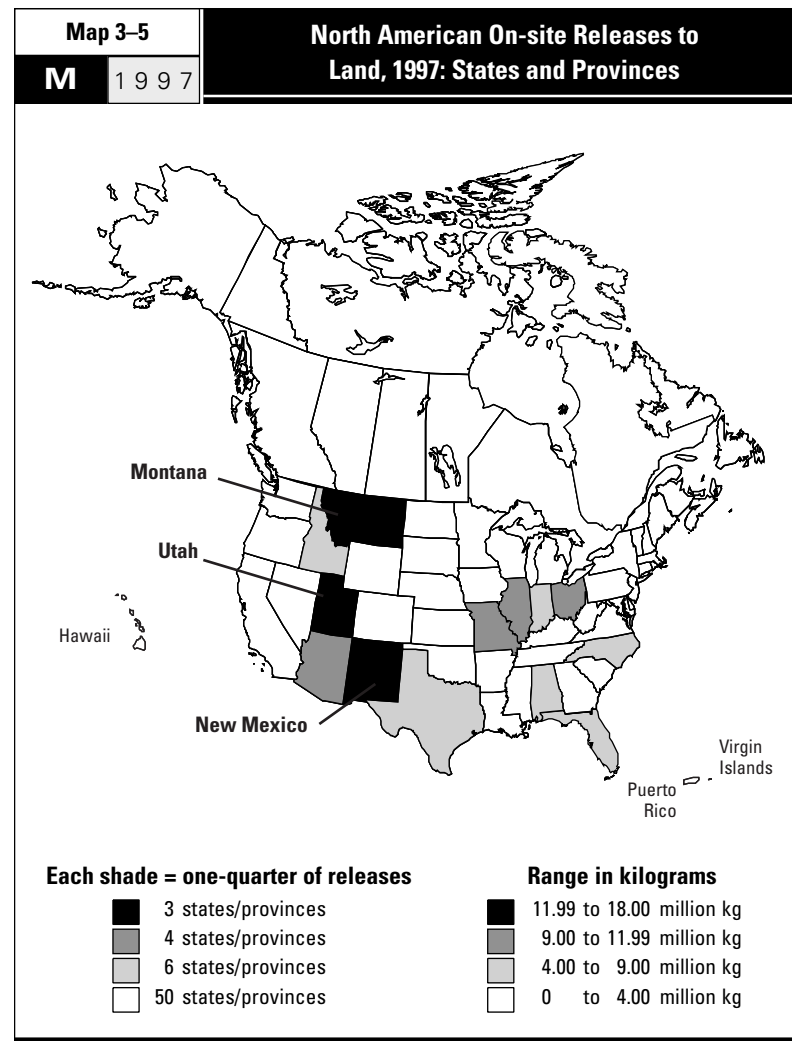 Map 3–5
M 1997
North American On-site Releases to
Land, 1997: States and Provinces
Montana
Utah
Hawaii
New Mexico
Virgin
Islands
Puerto
Rico
Each shade = one-quarter of releases
3 states/provinces
4 states/provinces
6 states/provinces
50 states/provinces
Range in kilograms
11.99 to 18.00 million kg
9.00 to 11.99 million kg
4.00 to 9.00 million kg
0 to 4.00 million kg